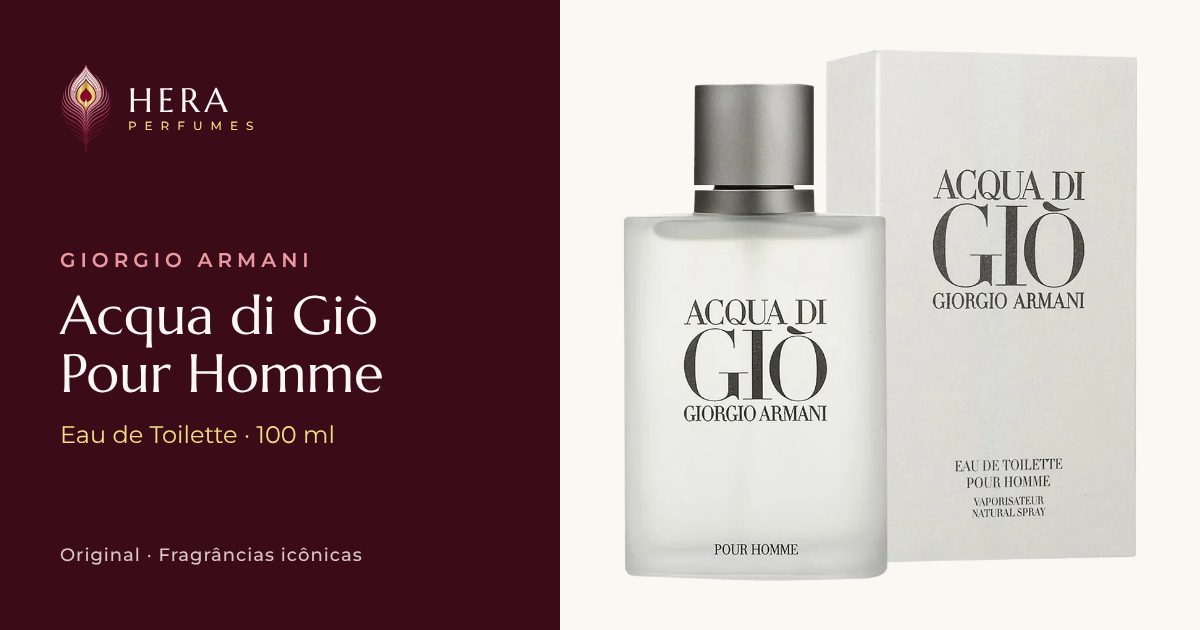 HERA
PERFUMES
GIORGIO ARMANI
Acqua di Giò
Pour Homme
Eau de Toilette · 100 ml
Original · Fragrâncias icônicas
ACQUA DI
GIÒ
GIORGIO ARMANI
POUR HOMME
ACQUA DI
GIÒ
GIORGIO ARMANI
EAU DE TOILETTE
POUR HOMME
VAPORISATEUR
NATURAL SPRAY